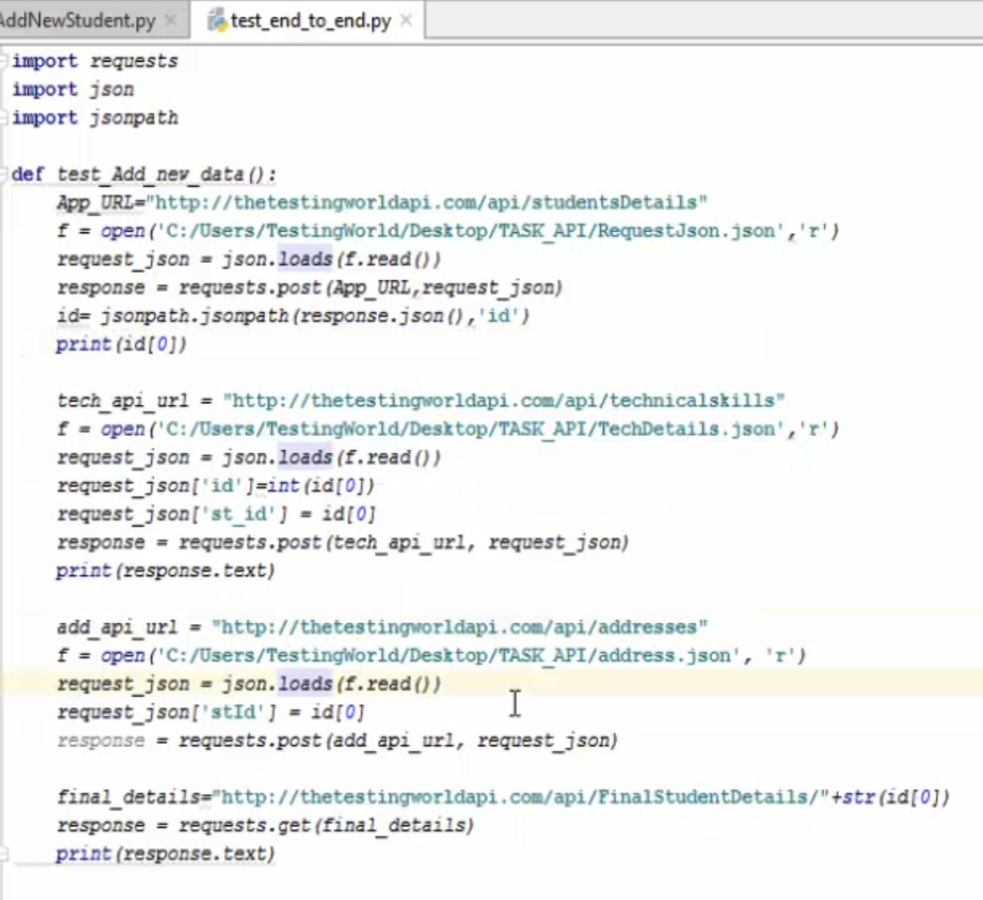 AddNewStudent.py
test_end_to_end.py
import requests
import json
import jsonpath
def test_Add_new_data():
App_URL="http://thetestingworldapi.com/api/studentsDetails"
f = open('C:/Users/TestingWorld/Desktop/TASK_API/RequestJson.json','r')
request_json = json.loads(f.read())
response = requests.post(App_URL,request_json)
id= jsonpath.jsonpath(response.json(),'id')
print(id[0])
tech_api_url = "http://thetestingworldapi.com/api/technicalskills"
f = open('C:/Users/TestingWorld/Desktop/TASK_API/TechDetails.json','r')
request_json = json.loads(f.read())
request_json['id']=int(id[0])
request_json['st_id'] = id[0]
response = requests.post(tech_api_url, request_json)
print(response.text)
add_api_url = "http://thetestingworldapi.com/api/addresses"
f = open('C:/Users/TestingWorld/Desktop/TASK_API/address.json', 'r')
request_json = json.loads(f.read())
request_json['stId'] = id[0]
response = requests.post(add_api_url, request_json)
final_details="http://thetestingworldapi.com/api/FinalStudentDetails/"+str(id[0])
response = requests.get(final_details)
print(response.text)